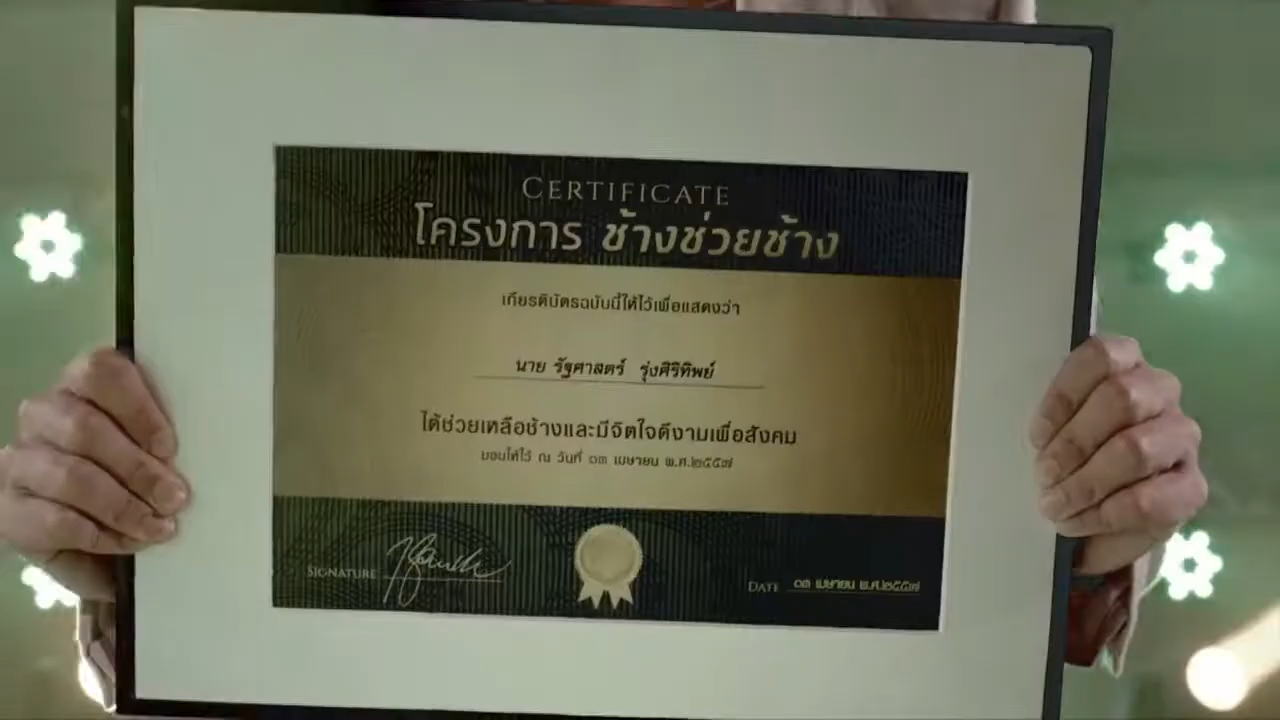 CERTIFICATE
โครงการ ช้างช่วยช้าง
เกียรติบัตรฉบับนี้ให้ไว้เพื่อแสดงว่า
นาย รัฐศาสตร์ รุ่งศิริทิพย์
ได้ช่วยเหลือช้างและมีจิตใจดีงามเพื่อสังคม
มอบให้ไว้ ณ วันที่ ๑๓ เมษายน พ.ศ.๒๕๕๗
SIGNATURE
DATE ๑๓ เมษายน พ.ศ.๒๕๕๗